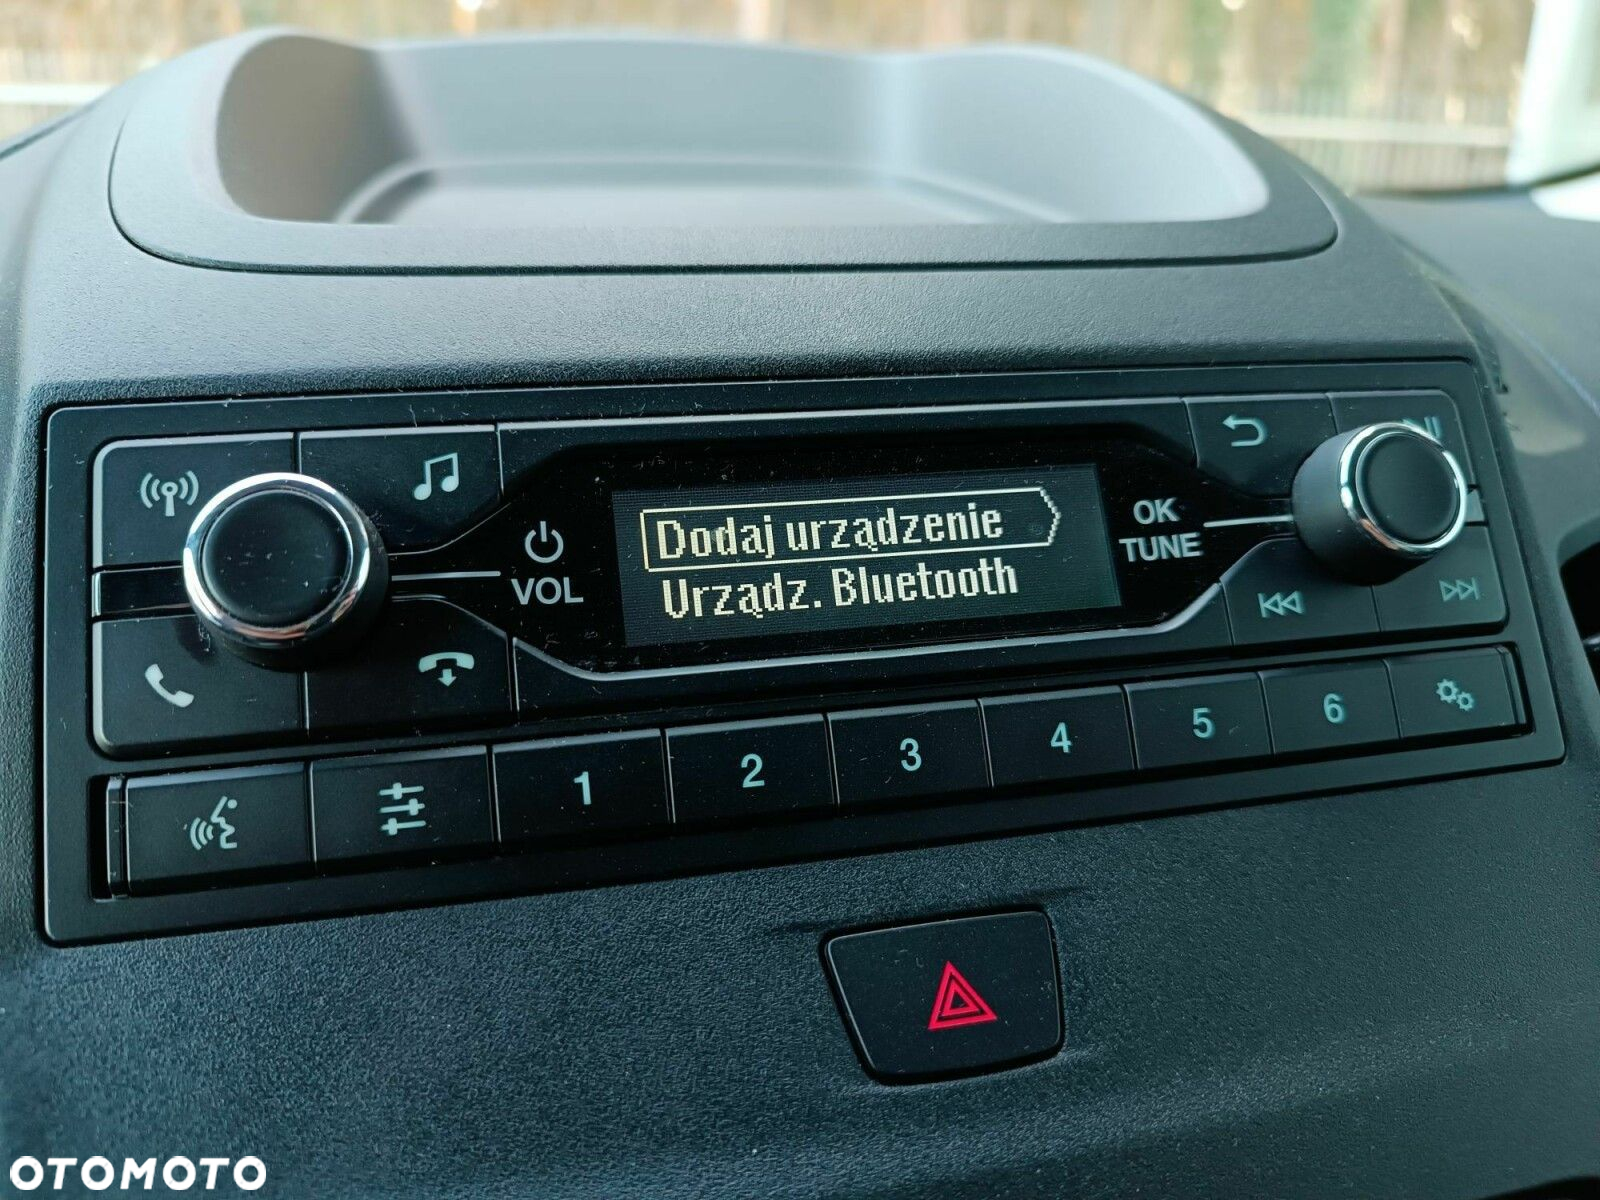 Dodaj urządzenie
Urządz. Bluetooth
VOL
OK
TUNE
1 2 3 4 5 6
OTOMOTO